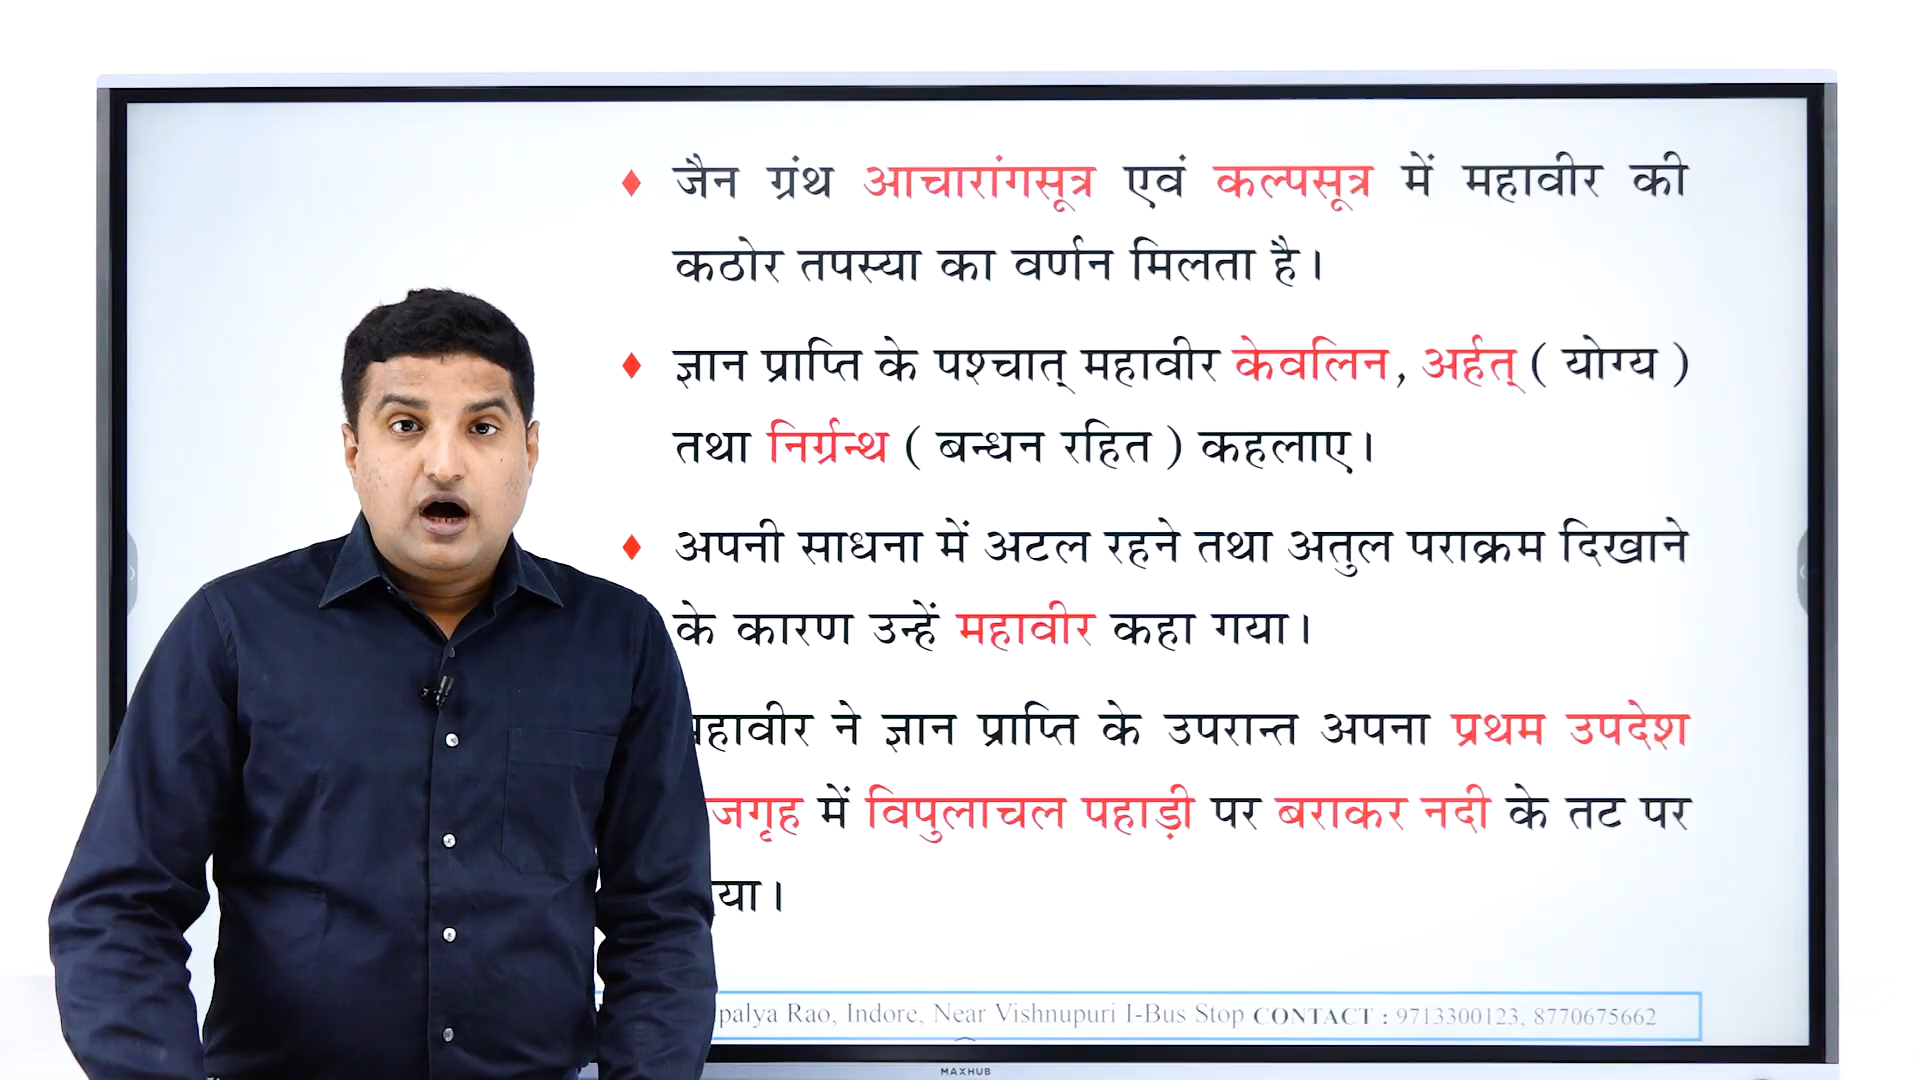 जैन ग्रंथ आचारांगसूत्र एवं कल्पसूत्र में महावीर की
कठोर तपस्या का वर्णन मिलता है।
ज्ञान प्राप्ति के पश्चात् महावीर केवलिन, अर्हत् ( योग्य )
तथा निर्ग्रन्थ ( बन्धन रहित ) कहलाए।
अपनी साधना में अटल रहने तथा अतुल पराक्रम दिखाने
के कारण उन्हें महावीर कहा गया।
महावीर ने ज्ञान प्राप्ति के उपरान्त अपना प्रथम उपदेश
जगृह में विपुलाचल पहाड़ी पर बराकर नदी के तट पर
या।
palya Rao, Indore, Near Vishnupuri I-Bus Stop CONTACT : 9713300123, 8770675662
MAXHUB